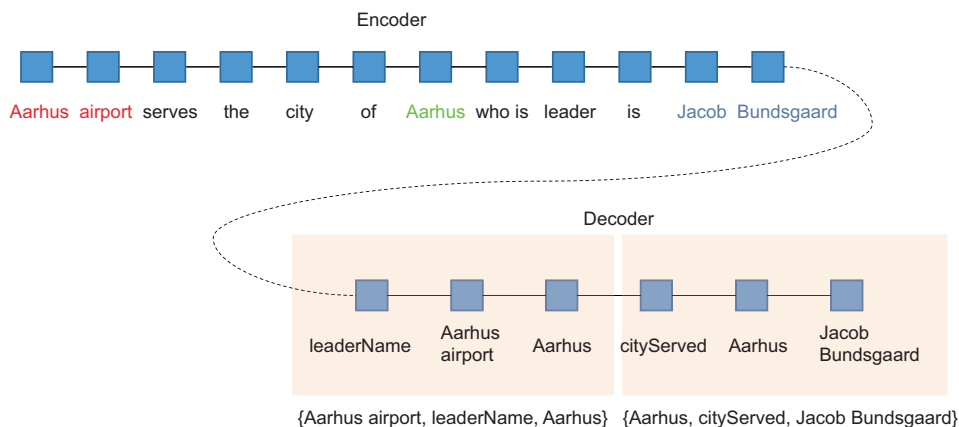 Encoder
Aarhus airport serves the city of Aarhus who is leader is Jacob Bundsgaard
Decoder
leaderName Aarhus airport Aarhus cityServed Aarhus Jacob Bundsgaard
{Aarhus airport, leaderName, Aarhus} {Aarhus, cityServed, Jacob Bundsgaard}